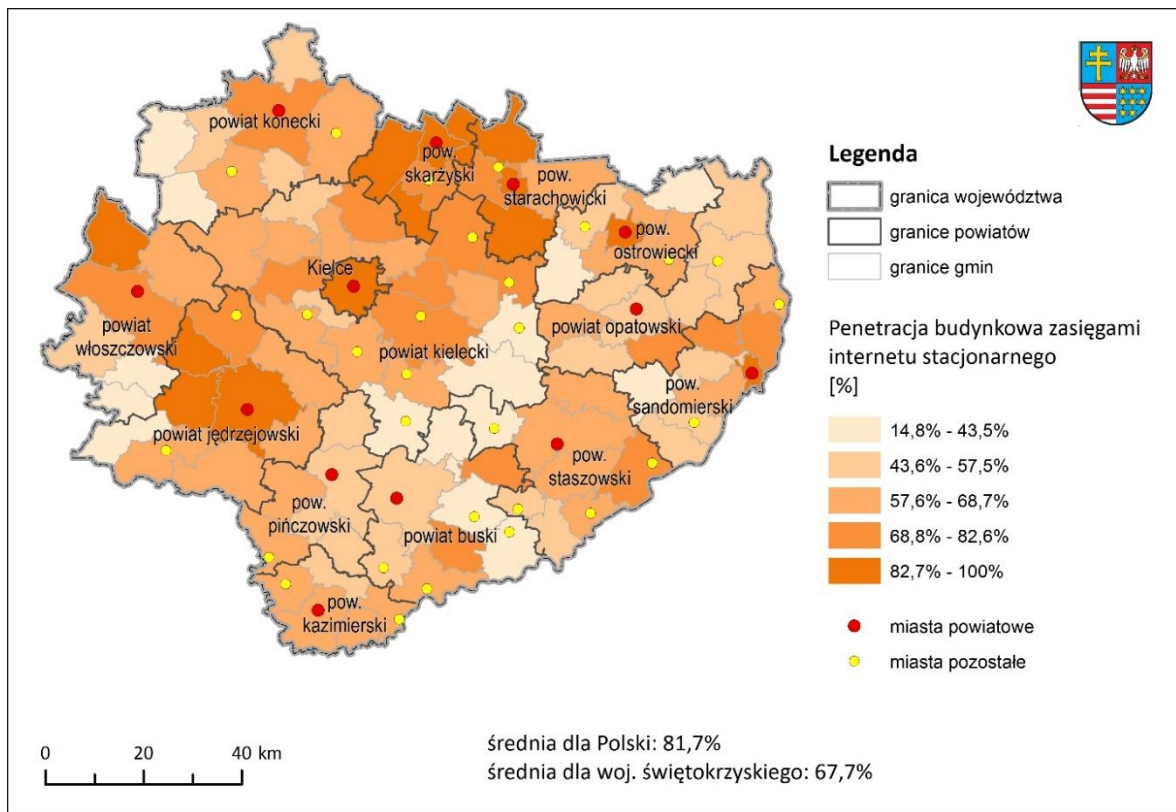 powiat konecki
pow.
skarżyski
pow.
starachowicki
pow.
ostrowiecki
Kielce
powiat
włoszczowski
powiat kielecki
powiat opatowski
pow.
sandomierski
powiat jędrzejowski
pow.
staszowski
pow.
pińczowski
powiat buski
pow.
kazimierski
Legenda
granica województwa
granice powiatów
granice gmin
Penetracja budynkowa zasięgami
internetu stacjonarnego
[%]
14,8% - 43,5%
43,6% - 57,5%
57,6% - 68,7%
68,8% - 82,6%
82,7% - 100%
miasta powiatowe
miasta pozostałe
0 20 40 km
średnia dla Polski: 81,7%
średnia dla woj. świętokrzyskiego: 67,7%